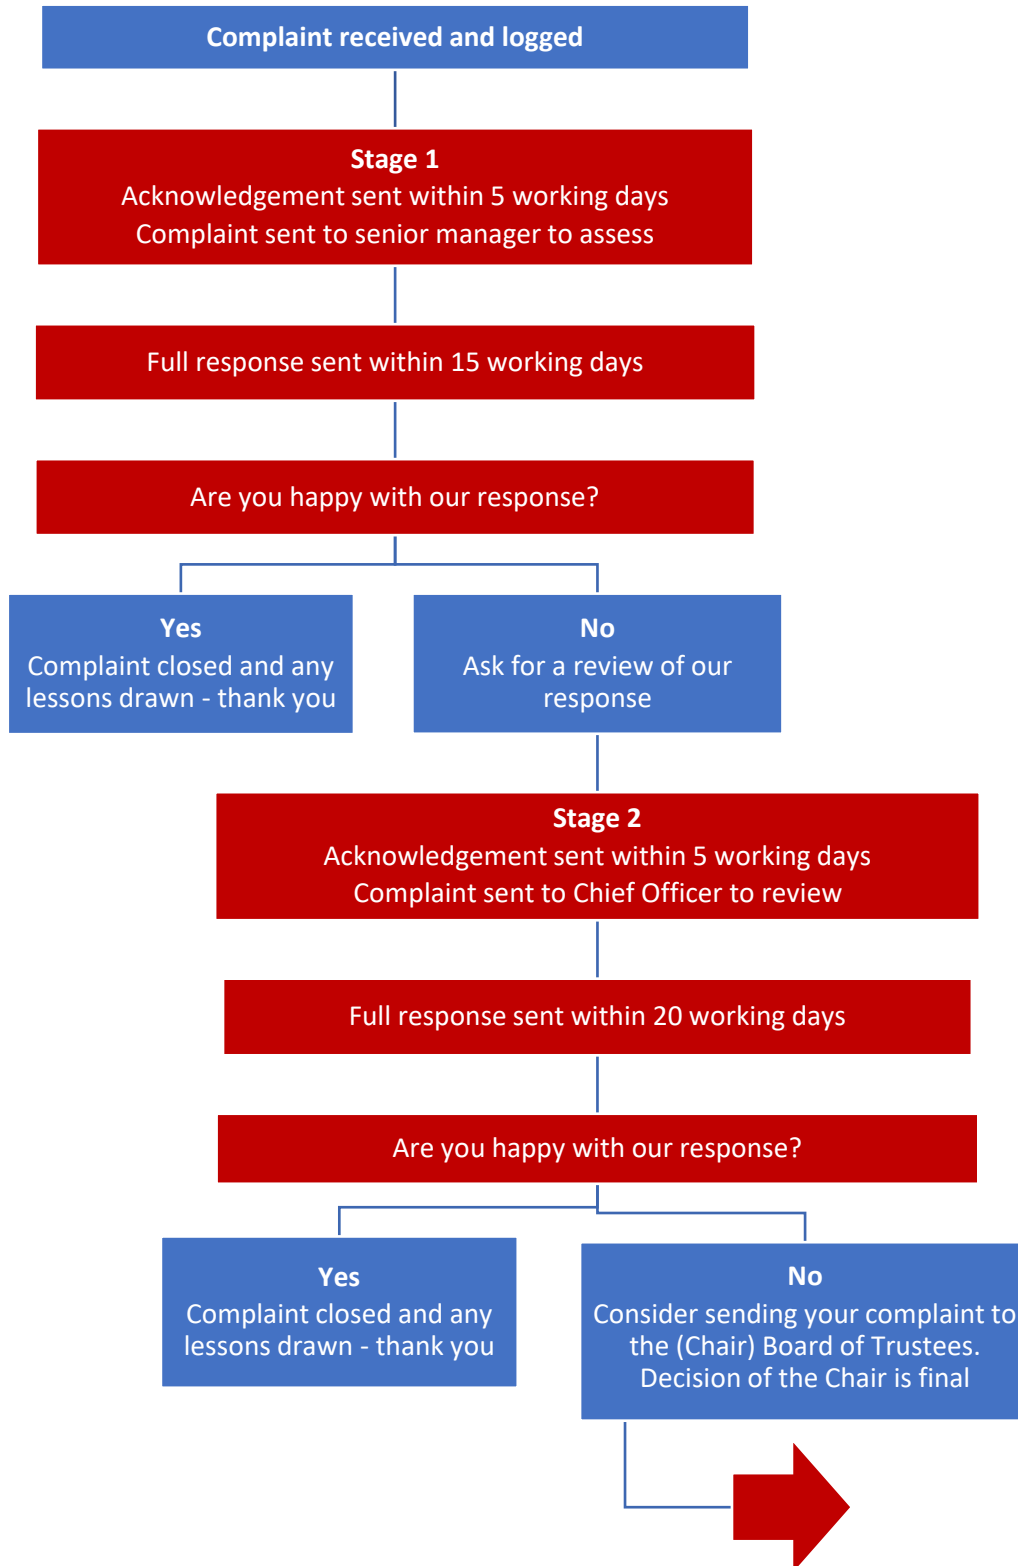 Complaint received and logged
Stage 1
Acknowledgement sent within 5 working days
Complaint sent to senior manager to assess
Full response sent within 15 working days
Are you happy with our response?
Yes
Complaint closed and any
lessons drawn - thank you
No
Ask for a review of our
response
Stage 2
Acknowledgement sent within 5 working days
Complaint sent to Chief Officer to review
Full response sent within 20 working days
Are you happy with our response?
Yes
Complaint closed and any
lessons drawn - thank you
No
Consider sending your complaint to
the (Chair) Board of Trustees.
Decision of the Chair is final